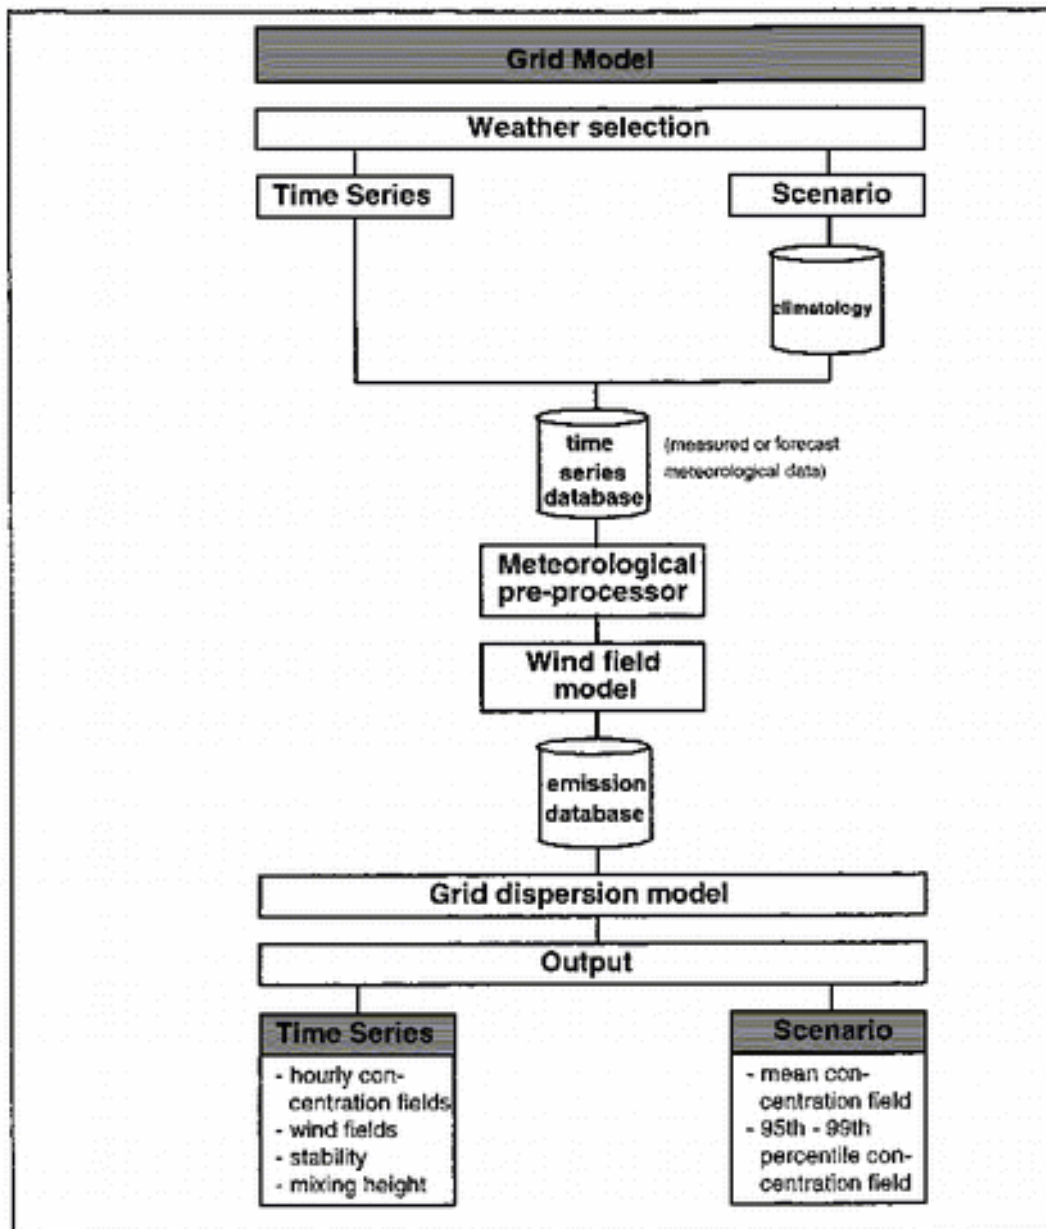 Grid Model
Weather selection
Time Series
Scenario
climatology
time
series
database
(measured or forecast
meteorological data)
Meteorological
pre-processor
Wind field
model
emission
database
Grid dispersion model
Output
Time Series
- hourly con-
centration fields
- wind fields
- stability
- mixing height
Scenario
- mean con-
centration field
- 95th - 99th
percentile con-
centration field